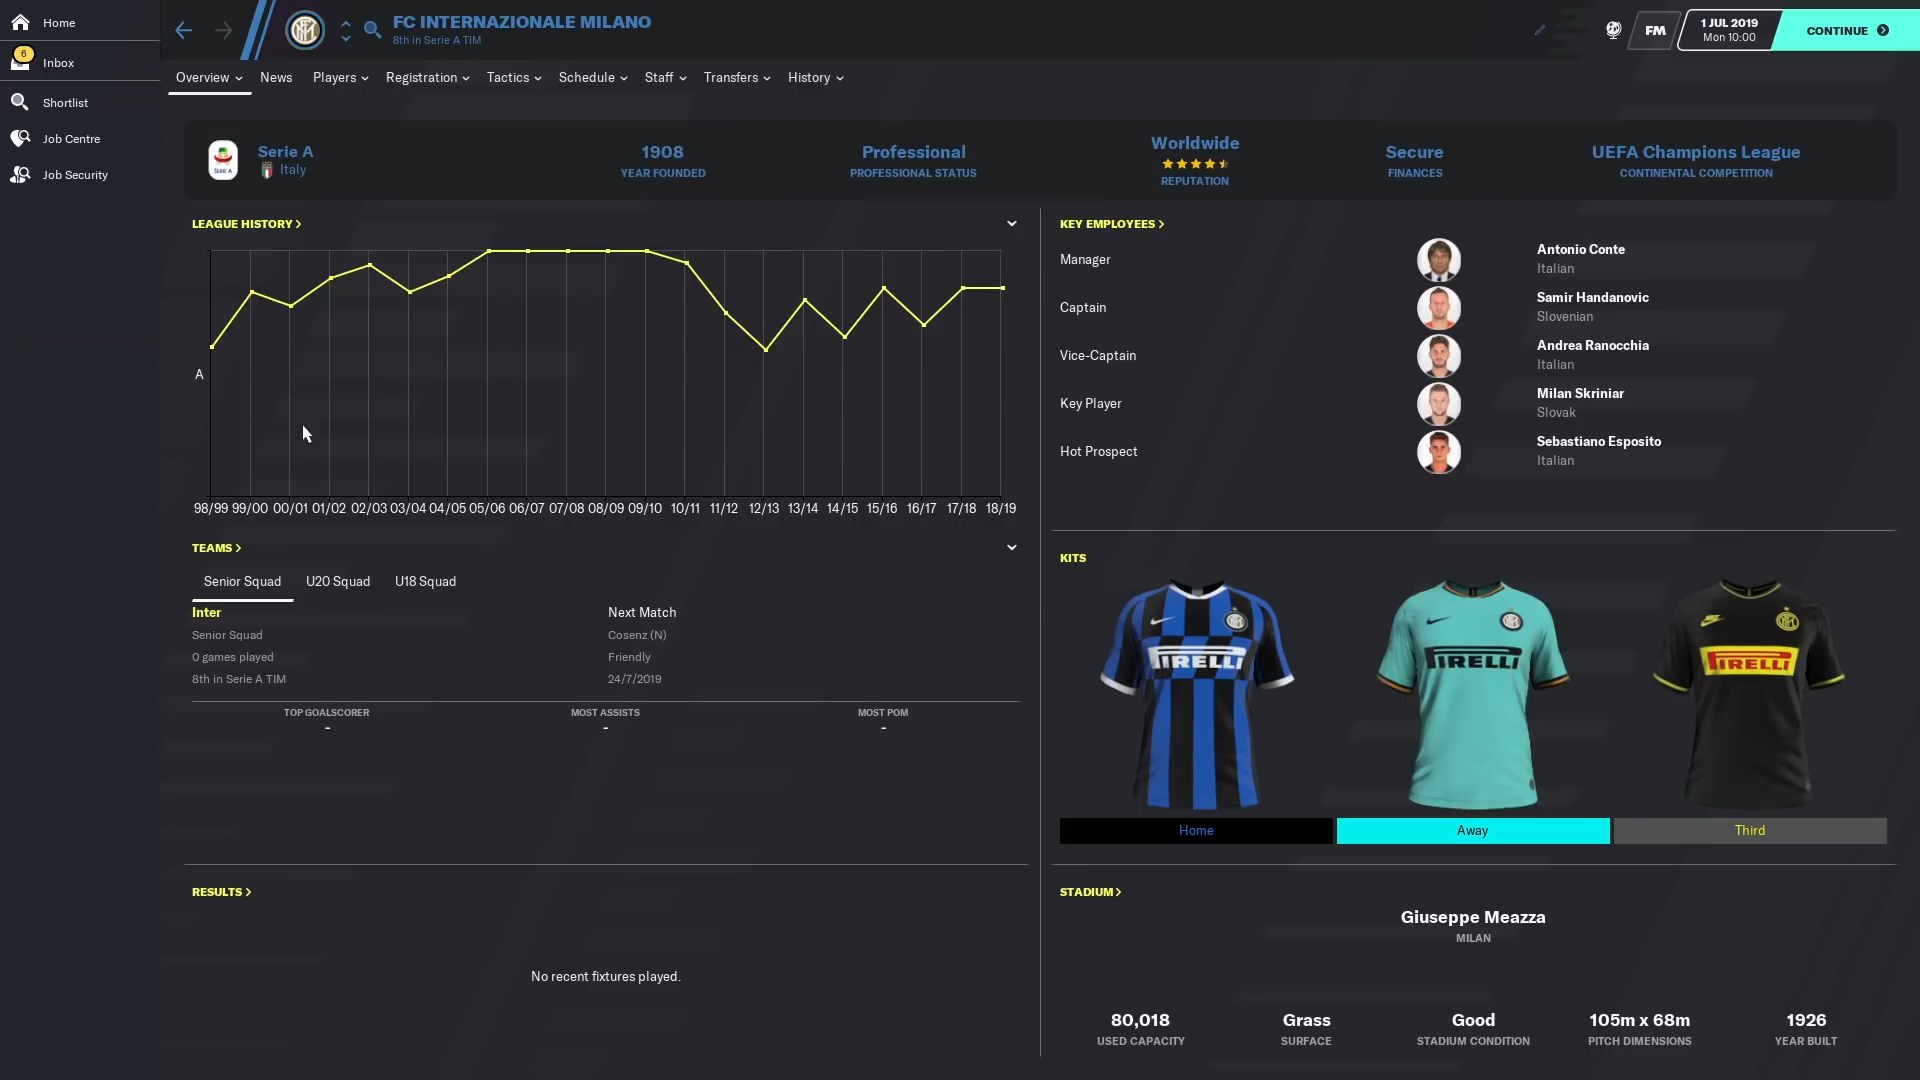 Home
6
Inbox
Shortlist
Job Centre
Job Security
FC INTERNAZIONALE MILANO
8th in Serie A TIM
FM
1 JUL 2019
Mon 10:00
CONTINUE
Overview News Players Registration Tactics Schedule Staff Transfers History
SERIE A
Serie A
Italy
1908
YEAR FOUNDED
Professional
PROFESSIONAL STATUS
Worldwide
REPUTATION
Secure
FINANCES
UEFA Champions League
CONTINENTAL COMPETITION
LEAGUE HISTORY >
A
98/99 99/00 00/01 01/02 02/03 03/04 04/05 05/06 06/07 07/08 08/09 09/10 10/11 11/12 12/13 13/14 14/15 15/16 16/17 17/18 18/19
TEAMS >
Senior Squad U20 Squad U18 Squad
Inter
Senior Squad
0 games played
8th in Serie A TIM
Next Match
Cosenz (N)
Friendly
24/7/2019
TOP GOALSCORER
-
MOST ASSISTS
-
MOST POM
-
RESULTS >
No recent fixtures played.
KEY EMPLOYEES >
Manager
Antonio Conte
Italian
Captain
Samir Handanovic
Slovenian
Vice-Captain
Andrea Ranocchia
Italian
Key Player
Milan Skriniar
Slovak
Hot Prospect
Sebastiano Esposito
Italian
KITS
IRELLI
IRELLI
IRELLI
Home
Away
Third
STADIUM >
Giuseppe Meazza
MILAN
80,018
USED CAPACITY
Grass
SURFACE
Good
STADIUM CONDITION
105m x 68m
PITCH DIMENSIONS
1926
YEAR BUILT